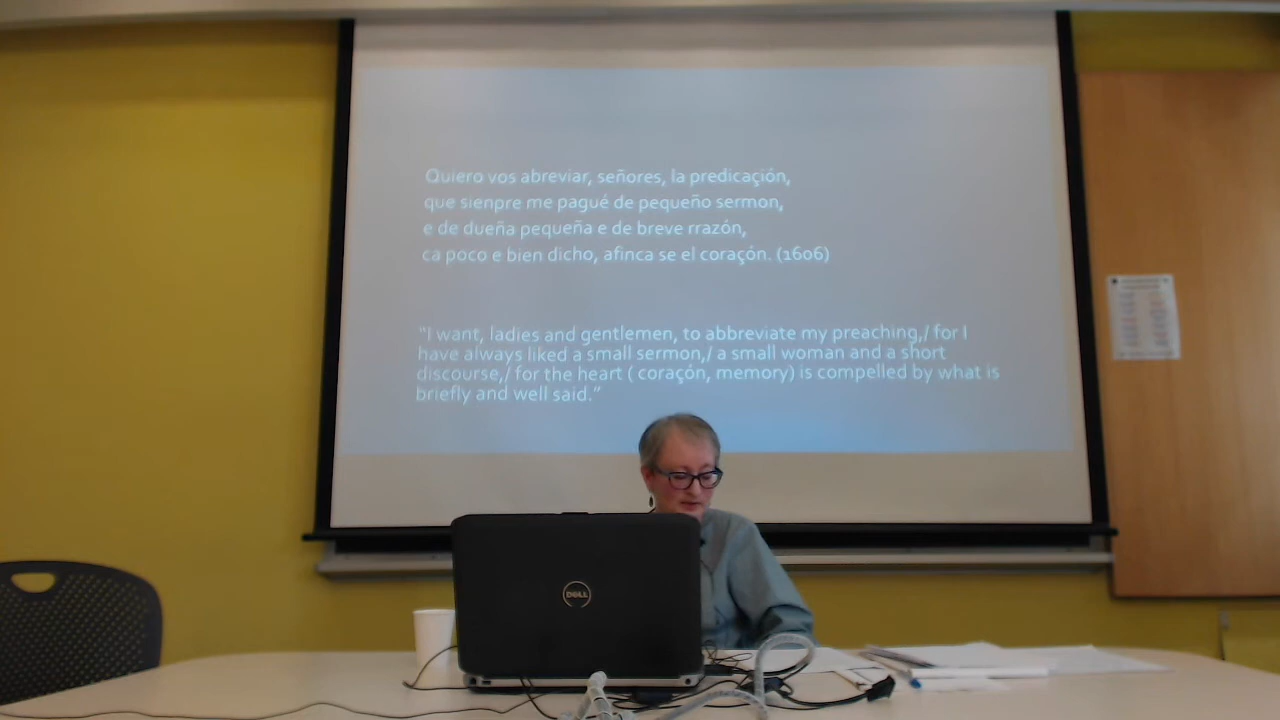 Quiero vos abreviar, señores, la predicaçión,
que sienpre me pagué de pequeño sermon,
e de dueña pequeña e de breve rrazón,
ca poco e bien dicho, afinca se el coraçón. (1606)
"I want, ladies and gentlemen, to abbreviate my preaching,/ for I
have always liked a small sermon,/ a small woman and a short
discourse,/ for the heart ( coraçón, memory) is compelled by what is
briefly and well said."
DELL